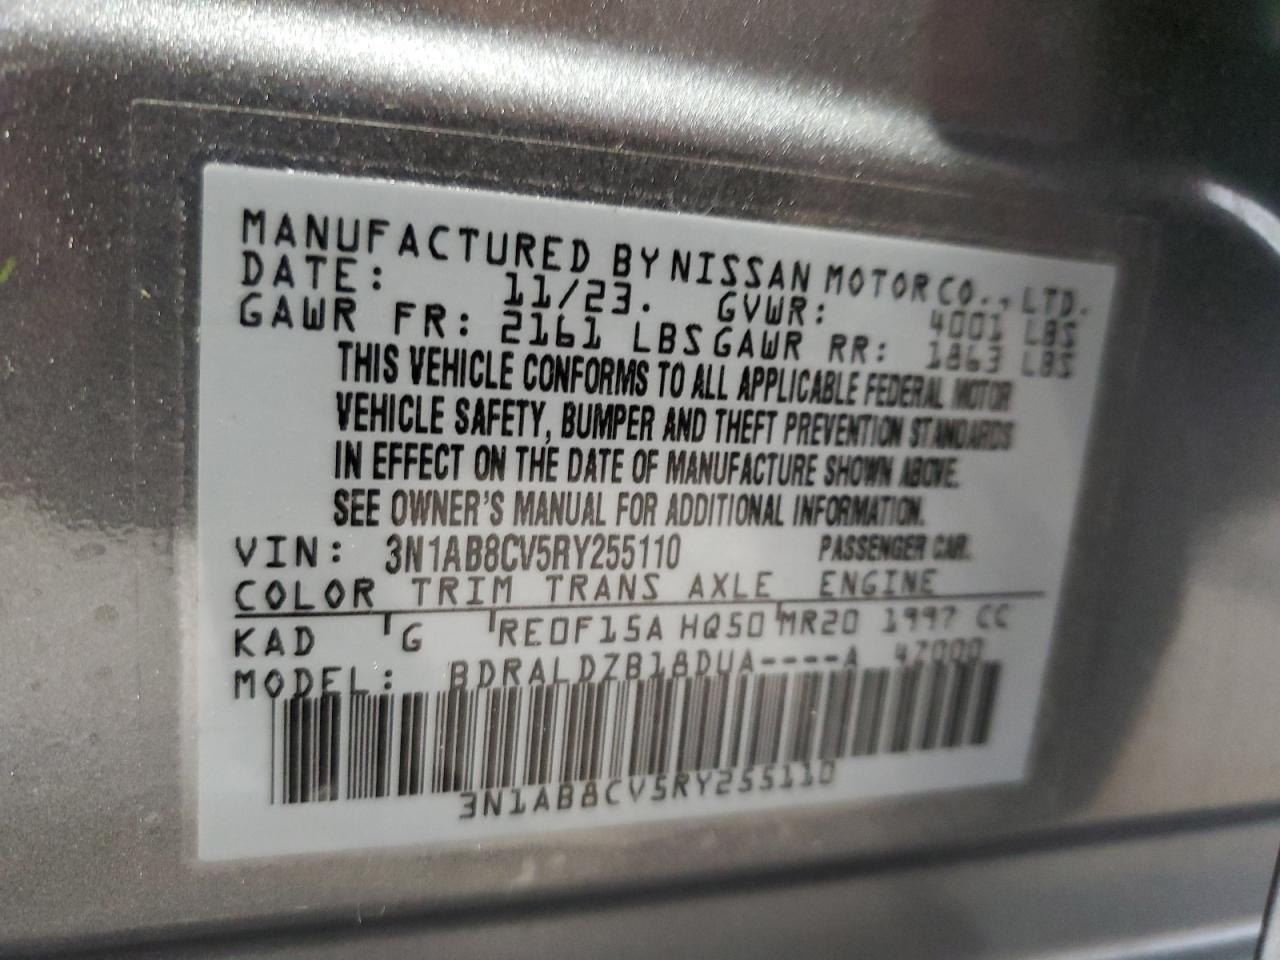 MANUFACTURED BY NISSAN MOTOR CO., LTD.
DATE: 11/23. GVWR: 4001 LBS
GAWR FR: 2161 LBS GAWR RR: 1863 LBS
THIS VEHICLE CONFORMS TO ALL APPLICABLE FEDERAL MOTOR
VEHICLE SAFETY, BUMPER AND THEFT PREVENTION STANDARDS
IN EFFECT ON THE DATE OF MANUFACTURE SHOWN ABOVE.
SEE OWNER'S MANUAL FOR ADDITIONAL INFORMATION.
VIN: 3N1AB8CV5RY255110 PASSENGER CAR.
COLOR TRIM TRANS AXLE ENGINE
KAD G RE0F15A HQ50 MR20 1997 CC
MODEL: BDRALDZB18DUA----A 47000
3N1AB8CV5RY255110